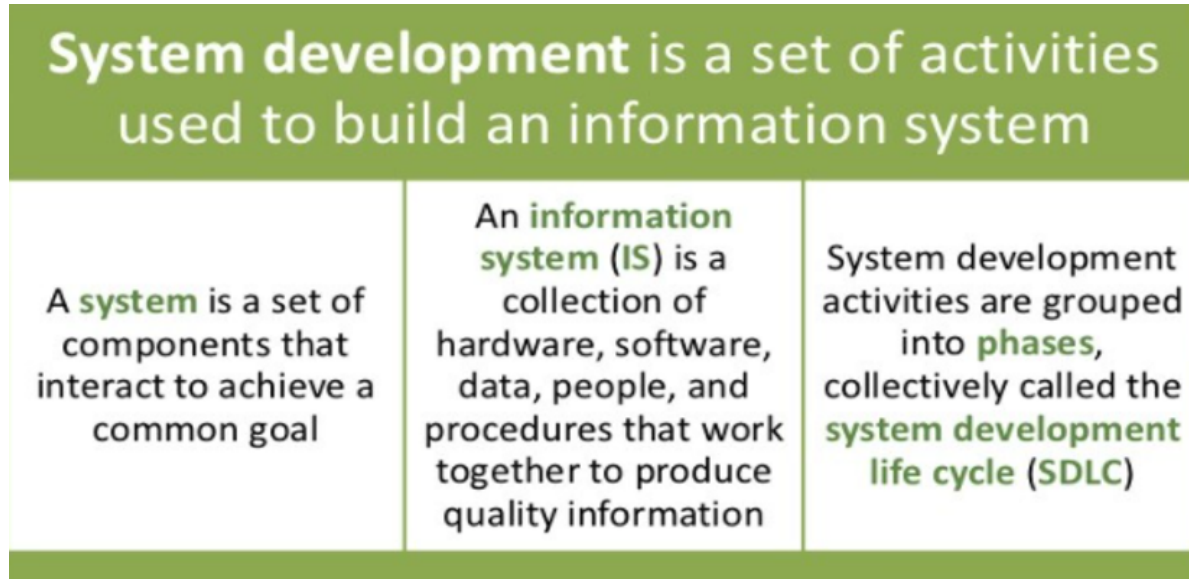 System development is a set of activities
used to build an information system
A system is a set of
components that
interact to achieve a
common goal
An information
system (IS) is a
collection of
hardware, software,
data, people, and
procedures that work
together to produce
quality information
System development
activities are grouped
into phases,
collectively called the
system development
life cycle (SDLC)